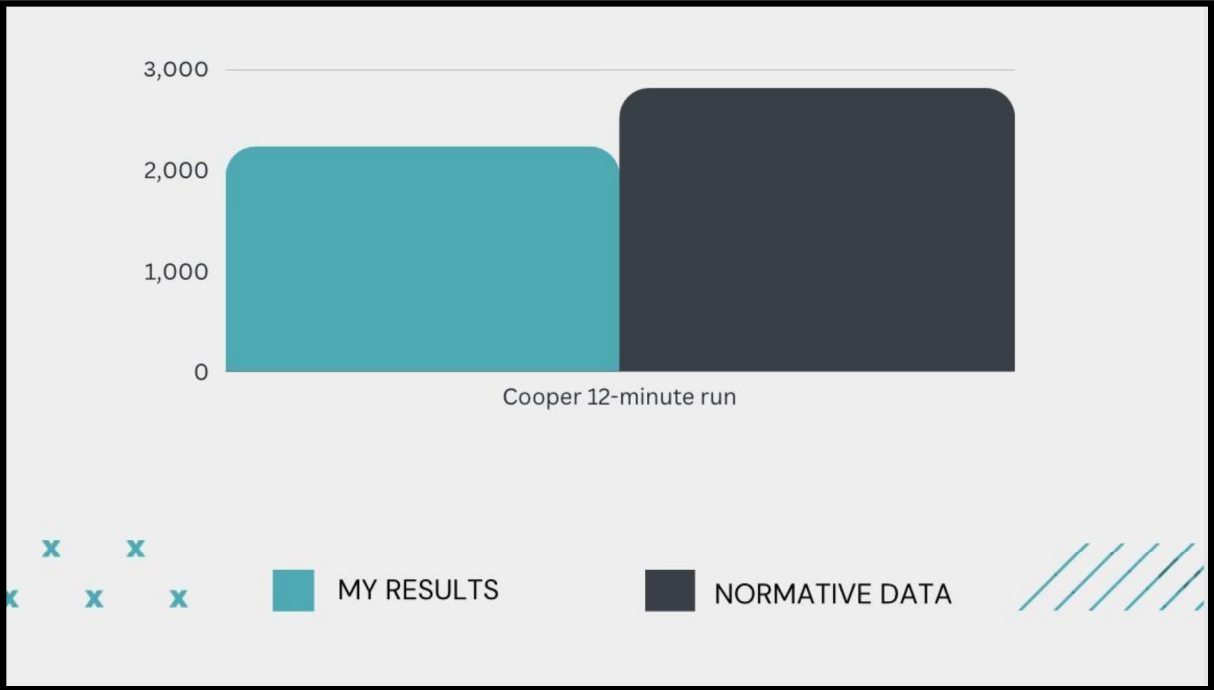 3,000
2,000
1,000
0
Cooper 12-minute run
MY RESULTS
NORMATIVE DATA